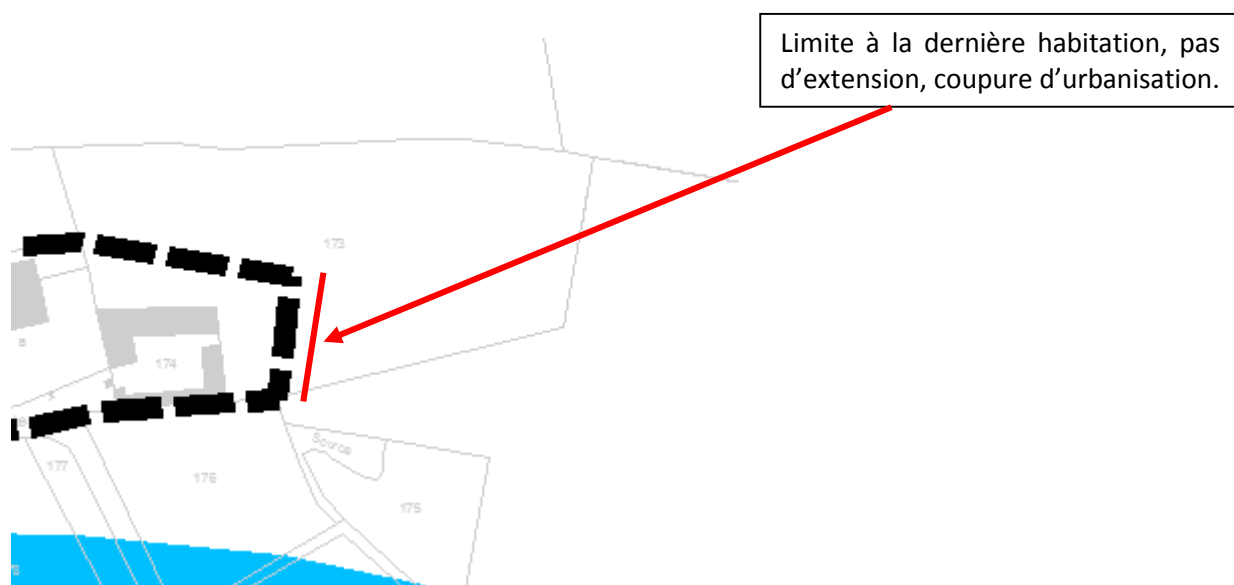 Limite à la dernière habitation, pas
d’extension, coupure d’urbanisation.
173
a
174
Source
177
176
175